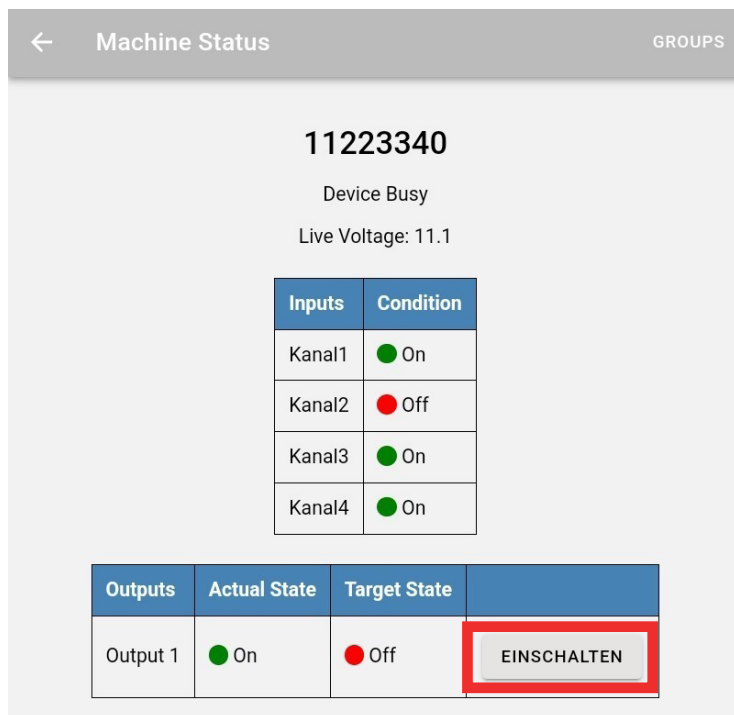 Machine Status GROUPS
11223340
Device Busy
Live Voltage: 11.1
Inputs Condition
Kanal1 On
Kanal2 Off
Kanal3 On
Kanal4 On
Outputs Actual State Target State
Output 1 On Off EINSCHALTEN